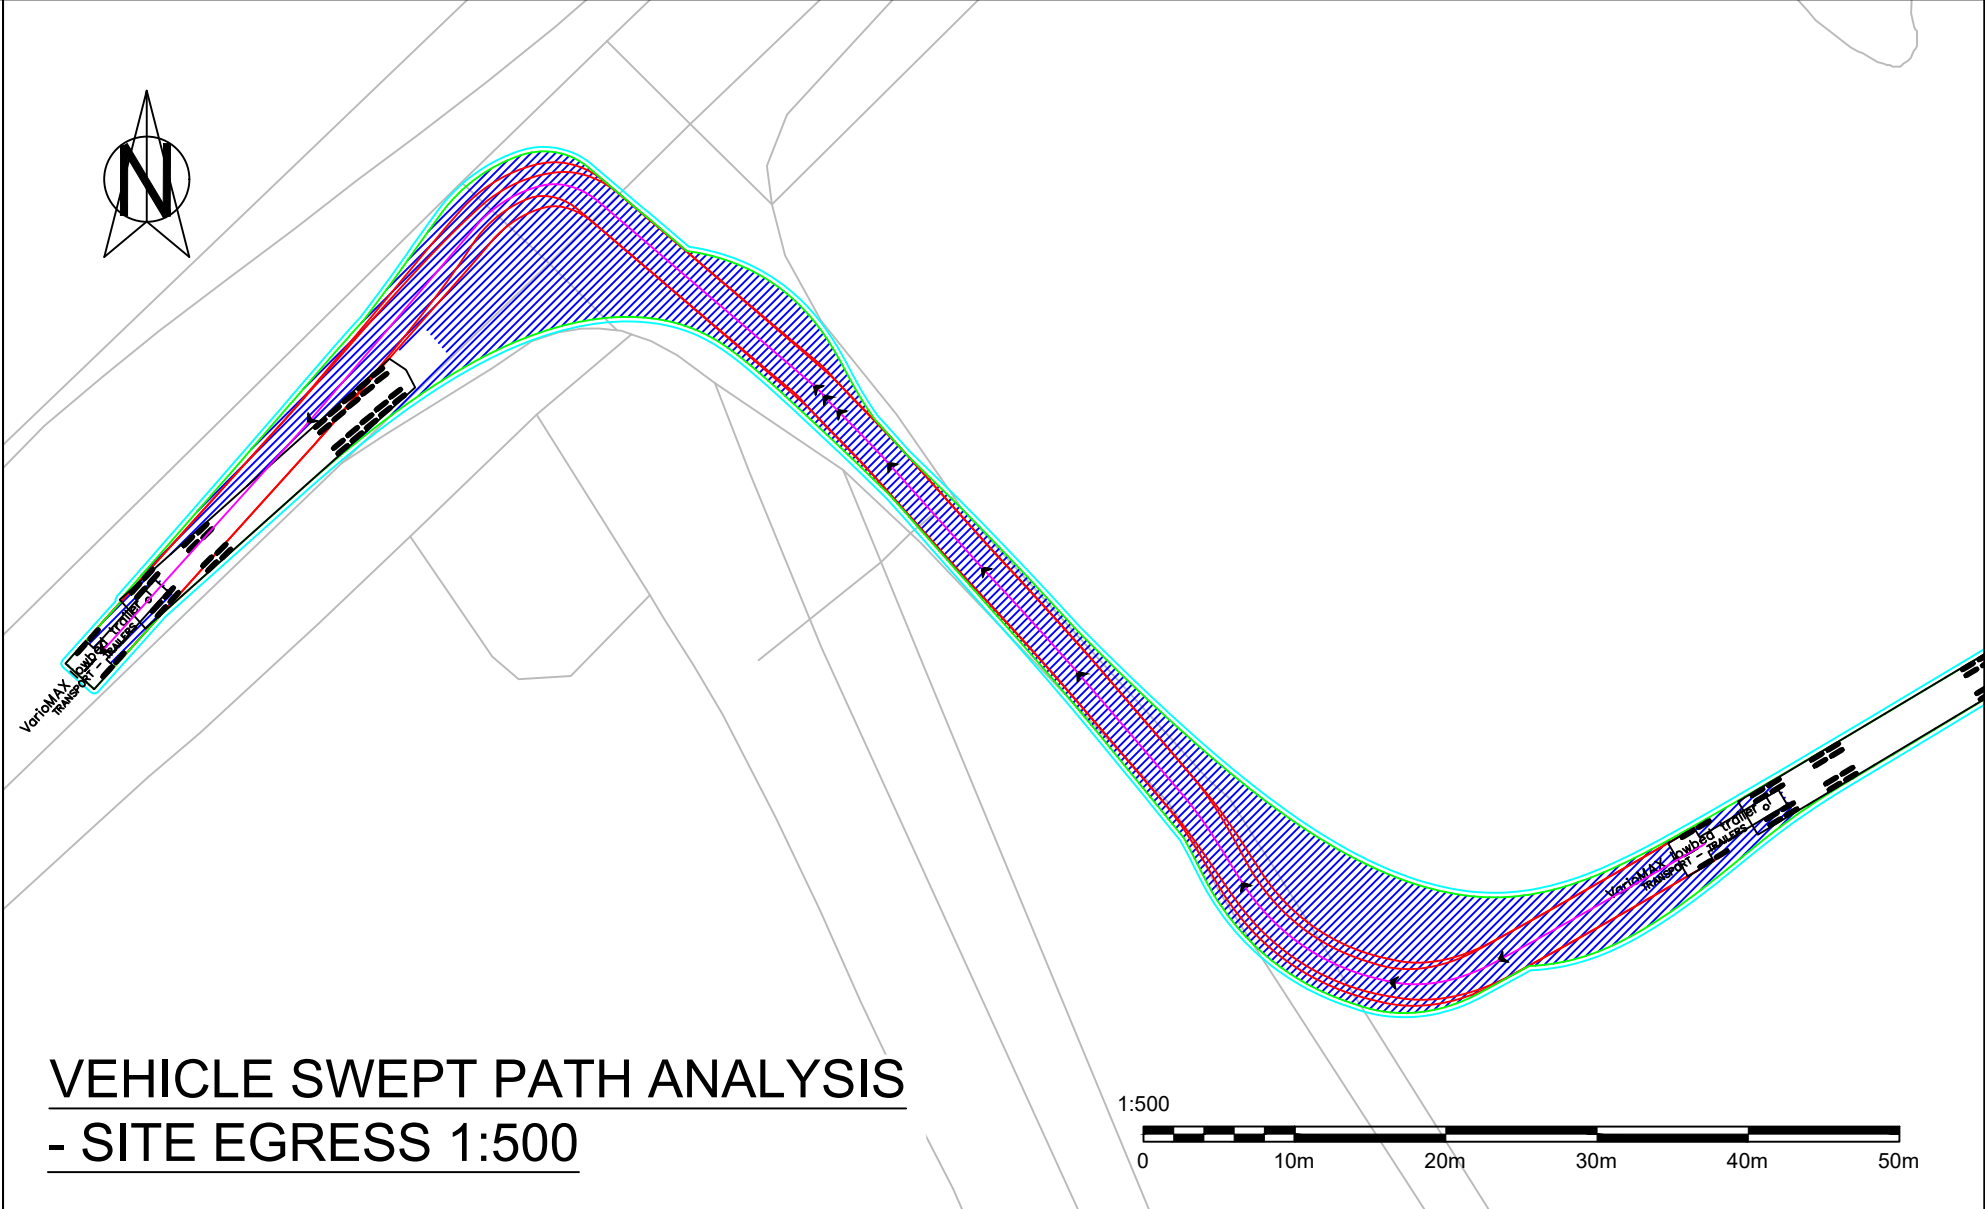 N
VarioMAX lowbed trailer
TRANSPORT - TRAILERS
VarioMAX lowbed trailer
TRANSPORT - TRAILERS
VEHICLE SWEPT PATH ANALYSIS
- SITE EGRESS 1:500
1:500
0 10m 20m 30m 40m 50m